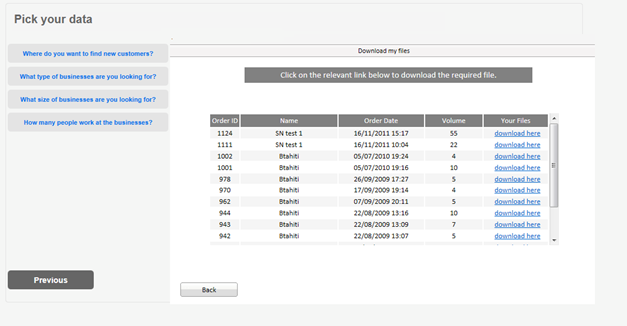 Pick your data
Where do you want to find new customers?
What type of businesses are you looking for?
What size of businesses are you looking for?
How many people work at the businesses?
Previous
Download my files
Click on the relevant link below to download the required file.
Order ID Name Order Date Volume Your Files
1124 SN test 1 16/11/2011 15:17 55 download here
1111 SN test 1 16/11/2011 10:04 22 download here
1002 Btahiti 05/07/2010 19:24 4 download here
1001 Btahiti 05/07/2010 19:16 10 download here
978 Btahiti 26/09/2009 17:27 5 download here
970 Btahiti 17/09/2009 19:14 4 download here
962 Btahiti 07/09/2009 20:11 5 download here
944 Btahiti 22/08/2009 13:16 10 download here
943 Btahiti 22/08/2009 13:09 7 download here
942 Btahiti 22/08/2009 13:07 5 download here
Back